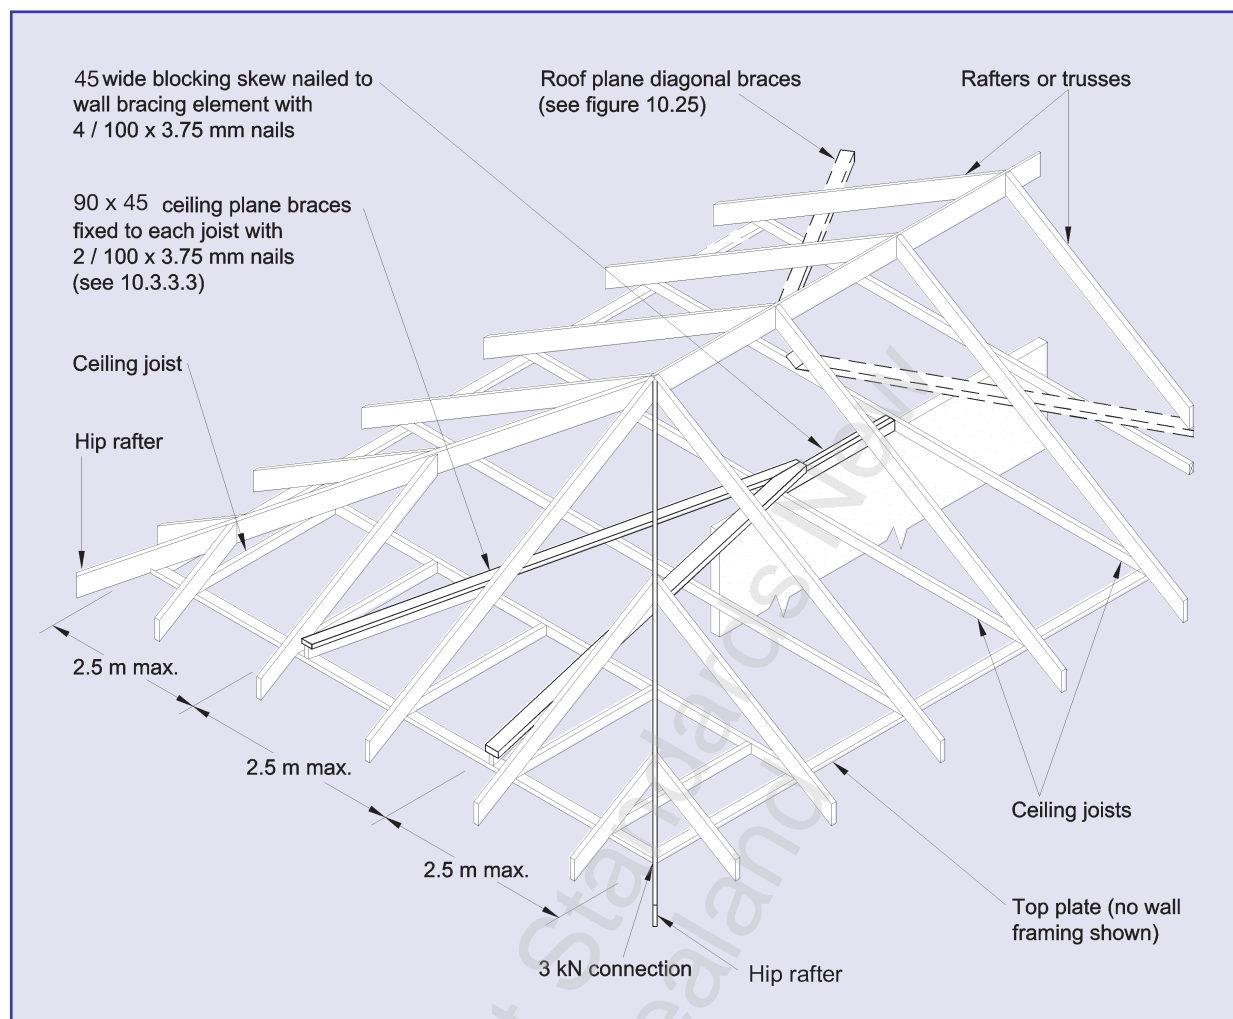 45 wide blocking skew nailed to
wall bracing element with
4 / 100 x 3.75 mm nails
Roof plane diagonal braces
(see figure 10.25)
Rafters or trusses
90 x 45 ceiling plane braces
fixed to each joist with
2 / 100 x 3.75 mm nails
(see 10.3.3.3)
Ceiling joist
Hip rafter
2.5 m max.
2.5 m max.
2.5 m max.
Ceiling joists
Top plate (no wall
framing shown)
3 kN connection
Hip rafter
Standards New
Zealand